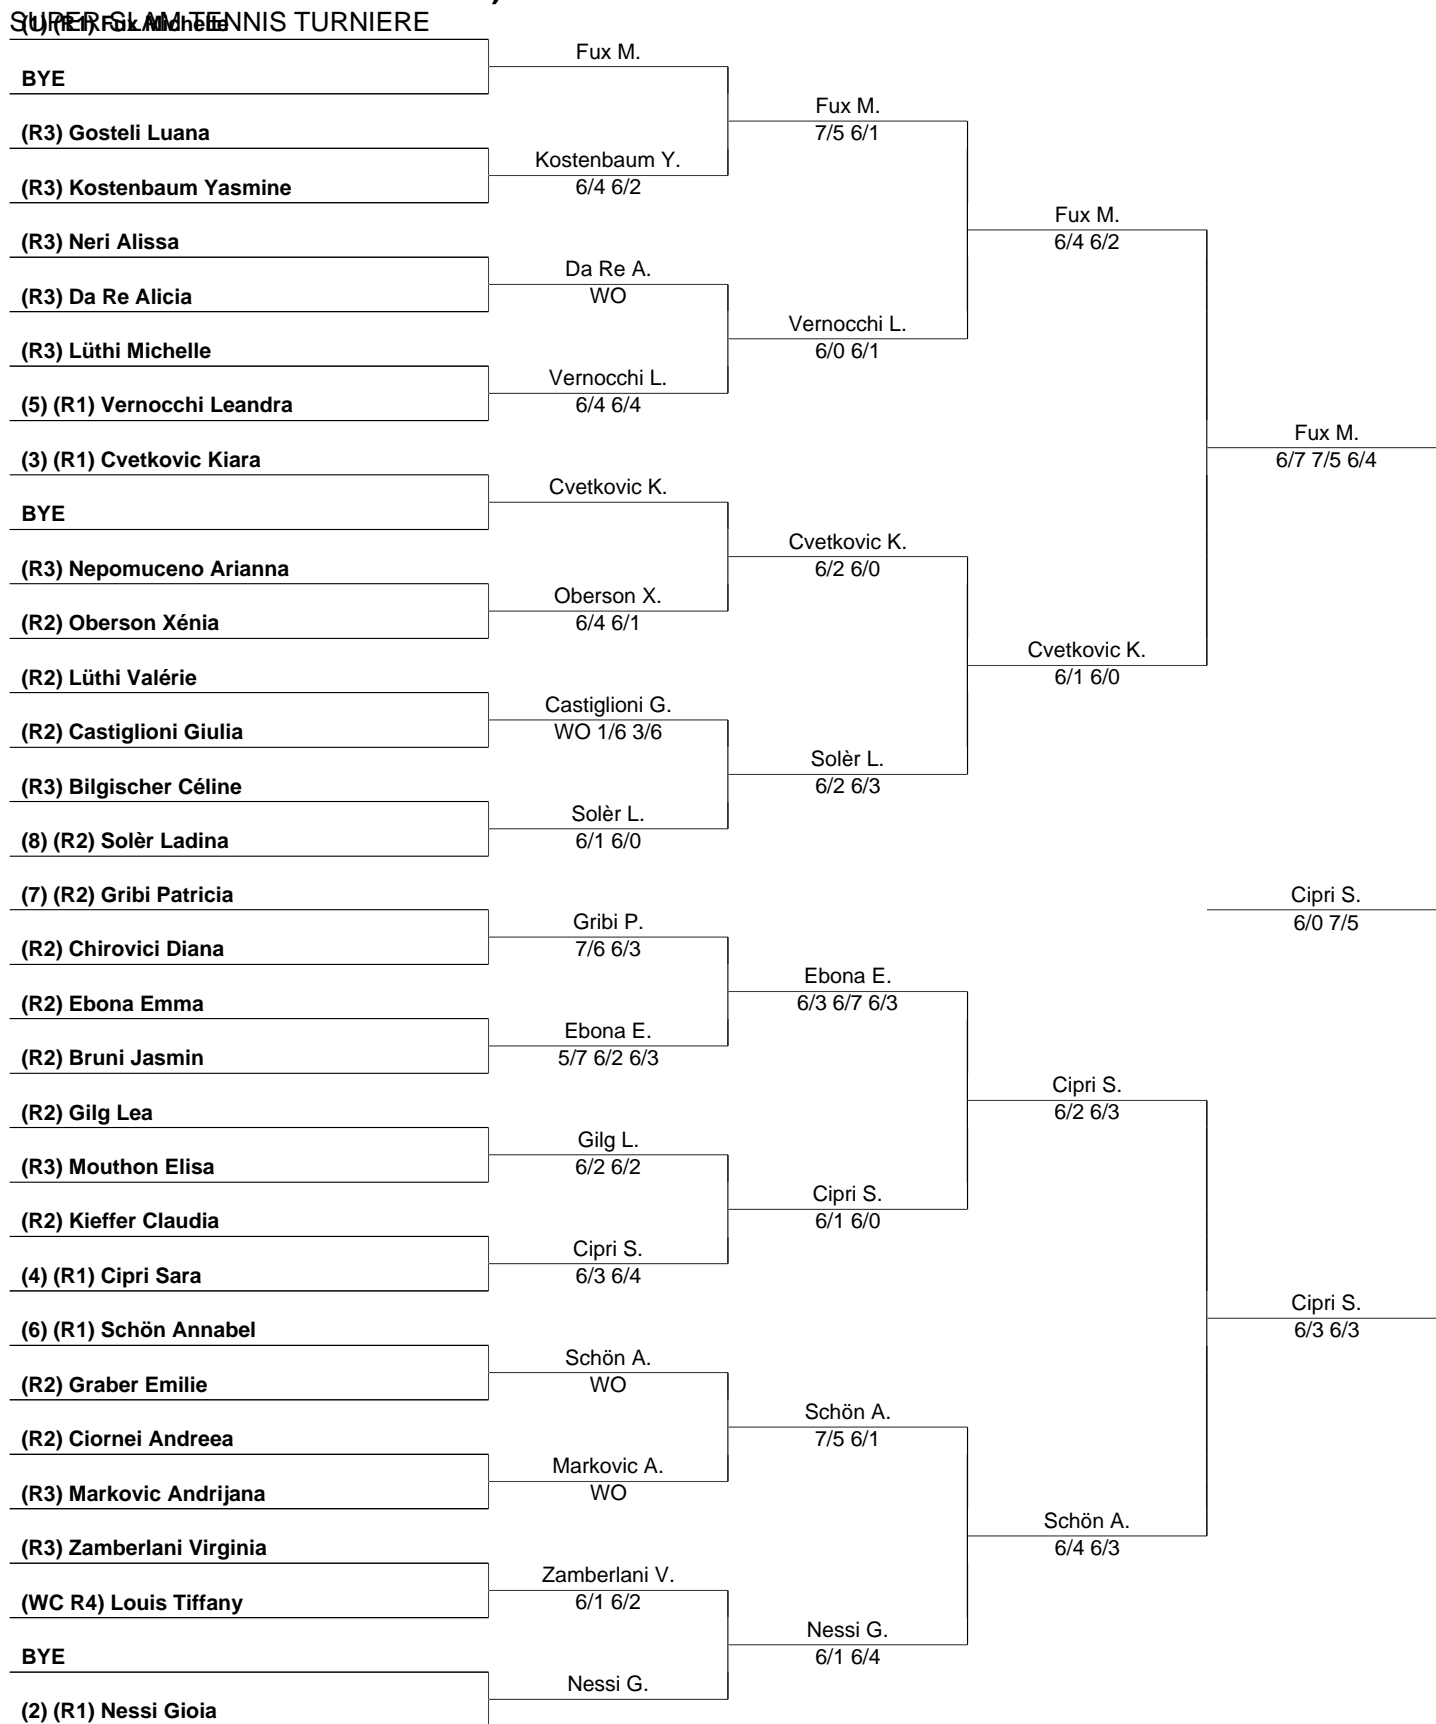 SUPER SLAM TENNIS TURNIERE
(1) (R1) Fux Michelle
BYE
(R3) Gosteli Luana
(R3) Kostenbaum Yasmine
(R3) Neri Alissa
(R3) Da Re Alicia
(R3) Lüthi Michelle
(5) (R1) Vernocchi Leandra
(3) (R1) Cvetkovic Kiara
BYE
(R3) Nepomuceno Arianna
(R2) Oberson Xénia
(R2) Lüthi Valérie
(R2) Castiglioni Giulia
(R3) Bilgischer Céline
(8) (R2) Solèr Ladina
(7) (R2) Gribi Patricia
(R2) Chirovici Diana
(R2) Ebona Emma
(R2) Bruni Jasmin
(R2) Gilg Lea
(R3) Mouthon Elisa
(R2) Kieffer Claudia
(4) (R1) Cipri Sara
(6) (R1) Schön Annabel
(R2) Graber Emilie
(R2) Ciornei Andreea
(R3) Markovic Andrijana
(R3) Zamberlani Virginia
(WC R4) Louis Tiffany
BYE
(2) (R1) Nessi Gioia
Fux M.
Kostenbaum Y.
6/4 6/2
Da Re A.
WO
Vernocchi L.
6/4 6/4
Cvetkovic K.
Oberson X.
6/4 6/1
Castiglioni G.
WO 1/6 3/6
Solèr L.
6/1 6/0
Gribi P.
7/6 6/3
Ebona E.
5/7 6/2 6/3
Gilg L.
6/2 6/2
Cipri S.
6/3 6/4
Schön A.
WO
Markovic A.
WO
Zamberlani V.
6/1 6/2
Nessi G.
Fux M.
7/5 6/1
Vernocchi L.
6/0 6/1
Cvetkovic K.
6/2 6/0
Solèr L.
6/2 6/3
Ebona E.
6/3 6/7 6/3
Cipri S.
6/1 6/0
Schön A.
7/5 6/1
Nessi G.
6/1 6/4
Fux M.
6/4 6/2
Cvetkovic K.
6/1 6/0
Cipri S.
6/2 6/3
Schön A.
6/4 6/3
Fux M.
6/7 7/5 6/4
Cipri S.
6/0 7/5
Cipri S.
6/3 6/3